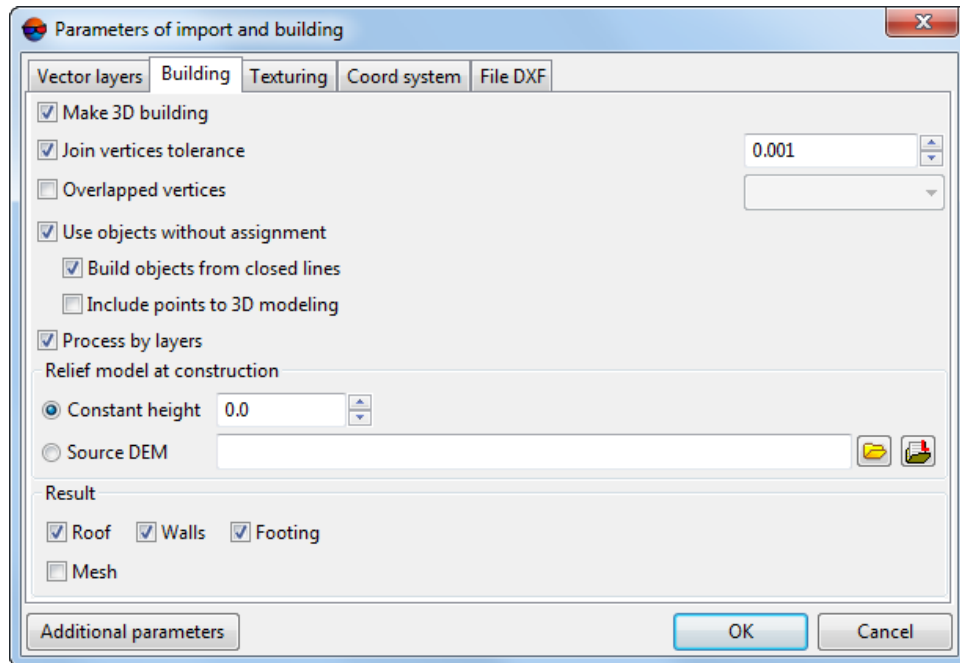 Parameters of import and building
Vector layers Building Texturing Coord system File DXF
Make 3D building
Join vertices tolerance 0.001
Overlapped vertices
Use objects without assignment
Build objects from closed lines
Include points to 3D modeling
Process by layers
Relief model at construction
Constant height 0.0
Source DEM
Result
Roof Walls Footing
Mesh
Additional parameters OK Cancel